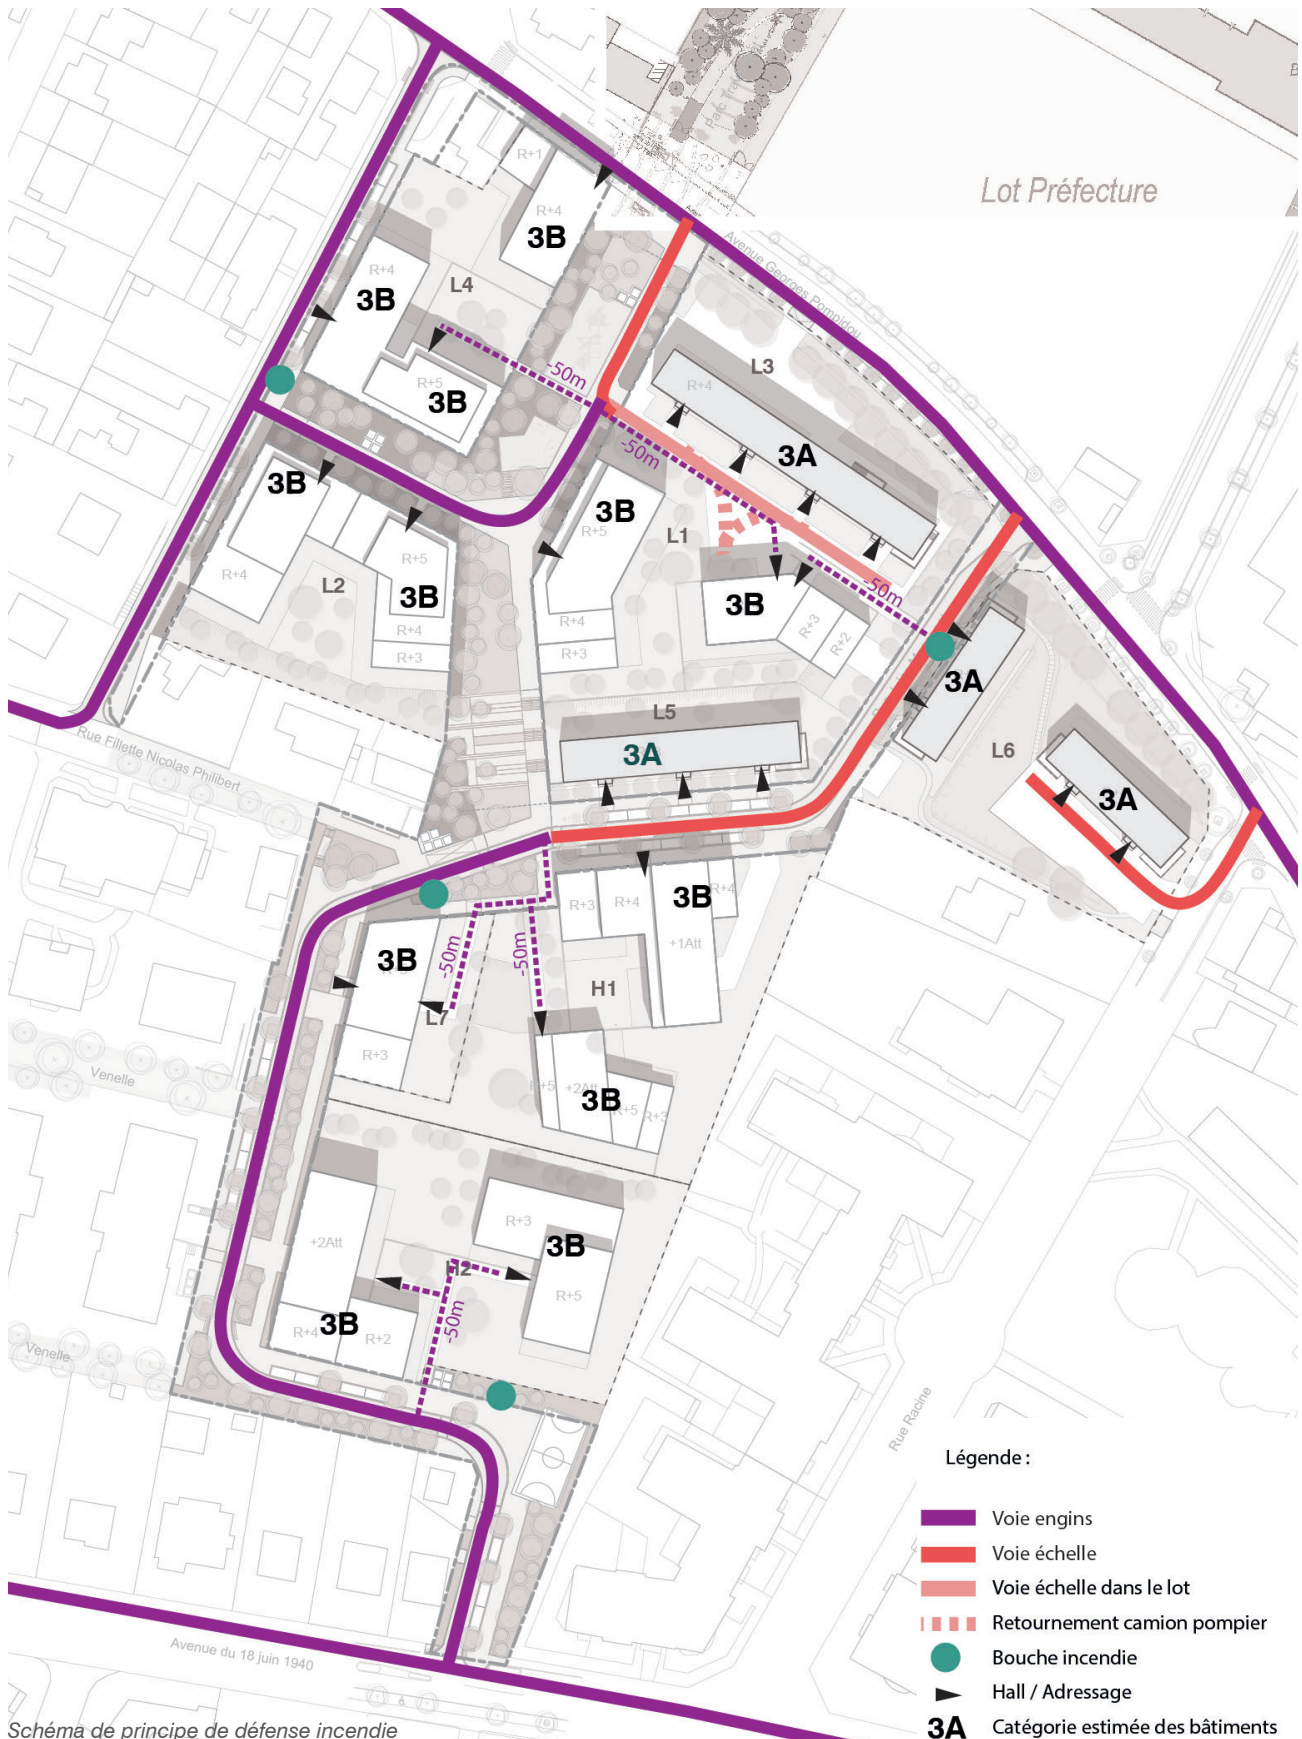 B
Parc Tra
Lot Préfecture
Avenue Georges Pompidou
R+1
R+4
3B
R+4
3B
L4
L3
R+4
-50m
R+5
3B
-50m
3A
3B
3B
R+5
L1
R+5
3B
R+4
L2
3B
-50m
R+3
R+2
R+4
R+4
R+3
R+3
3A
L5
3A
L6
Rue Fillette Nicolas Philibert
3A
R+4
3B
R+3
R+4
+1Att
-50m
-50m
3B
H1
L7
R+3
Venelle
R+5
+2Att
3B
R+5
R+3
R+3
+2Att
3B
H2
R+5
-50m
R+4
3B
R+2
Venelle
Rue Racine
Avenue du 18 juin 1940
Légende :
Voie engins
Voie échelle
Voie échelle dans le lot
Retournement camion pompier
Bouche incendie
Hall / Adressage
3A Catégorie estimée des bâtiments
Schéma de principe de défense incendie